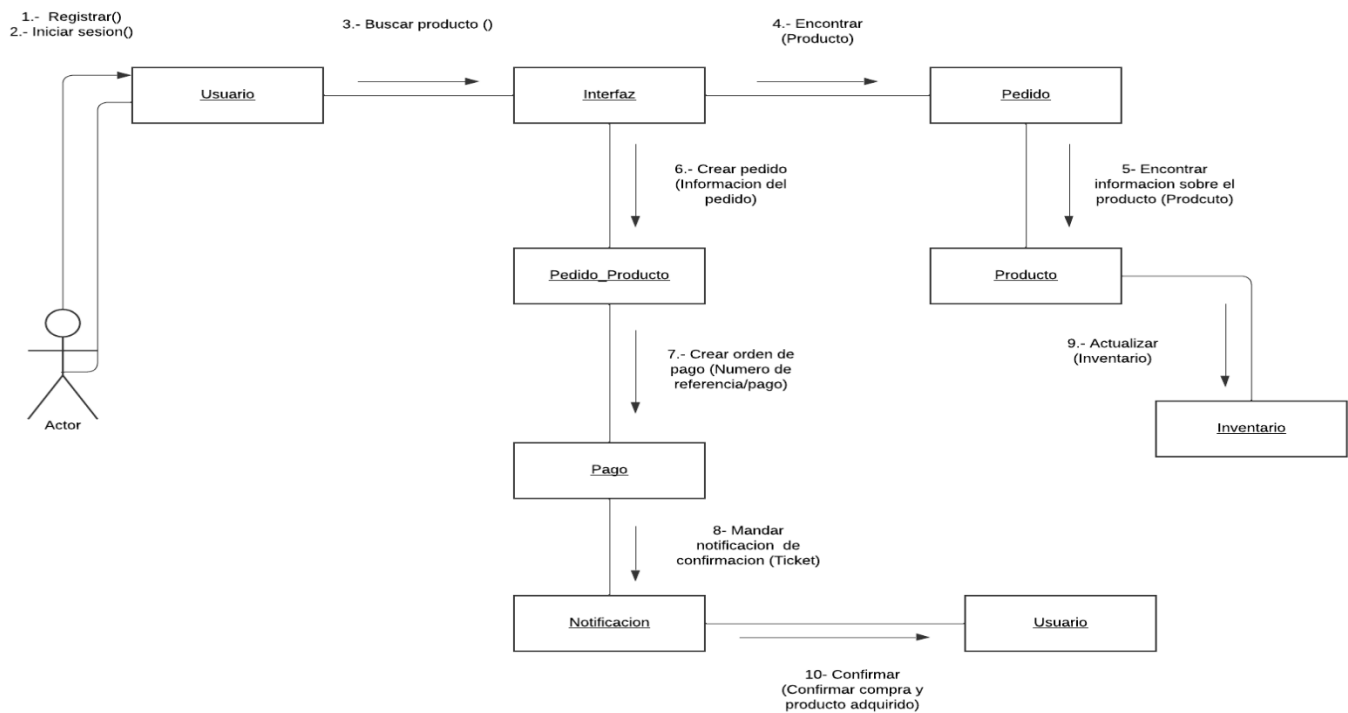 1.- Registrar()
2.- Iniciar sesion()
3.- Buscar producto ()
4.- Encontrar
(Producto)
Usuario
Interfaz
Pedido
6.- Crear pedido
(Informacion del
pedido)
5- Encontrar
informacion sobre el
producto (Prodcuto)
Pedido_Producto
Producto
7.- Crear orden de
pago (Numero de
referencia/pago)
9.- Actualizar
(Inventario)
Actor
Inventario
Pago
8- Mandar
notificacion de
confirmacion (Ticket)
Notificacion
Usuario
10- Confirmar
(Confirmar compra y
producto adquirido)